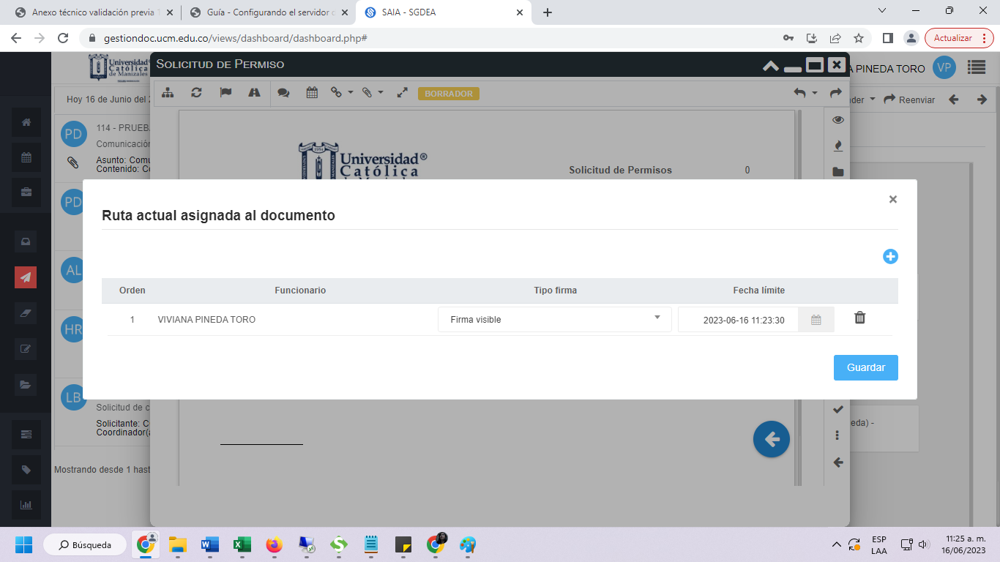 Anexo técnico validación previa 1
Guía - Configurando el servidor d
SAIA - SGDEA
gestiondoc.ucm.edu.co/views/dashboard/dashboard.php#
Actualizar
Universidad
Católica
de Manizales
SOLICITUD DE PERMISO
PINEDA TORO
VP
Hoy 16 de Junio del
BORRADOR
Reenviar
PD
114 - PRUEB
Comunicación
Asunto: Comu
Contenido: Co
Universidad®
Católica
Solicitud de Permisos 0
PD
Ruta actual asignada al documento
Orden Funcionario Tipo firma Fecha límite
1 VIVIANA PINEDA TORO Firma visible 2023-06-16 11:23:30
Guardar
AL
HR
LB
Solicitud de c
Solicitante: C
Coordinador(a
eda) -
Mostrando desde 1 hast
Búsqueda
ESP
LAA
11:25 a. m.
16/06/2023